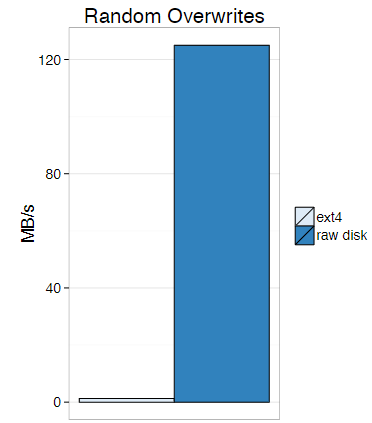 Random Overwrites
MB/s
120
80
40
0
ext4
raw disk